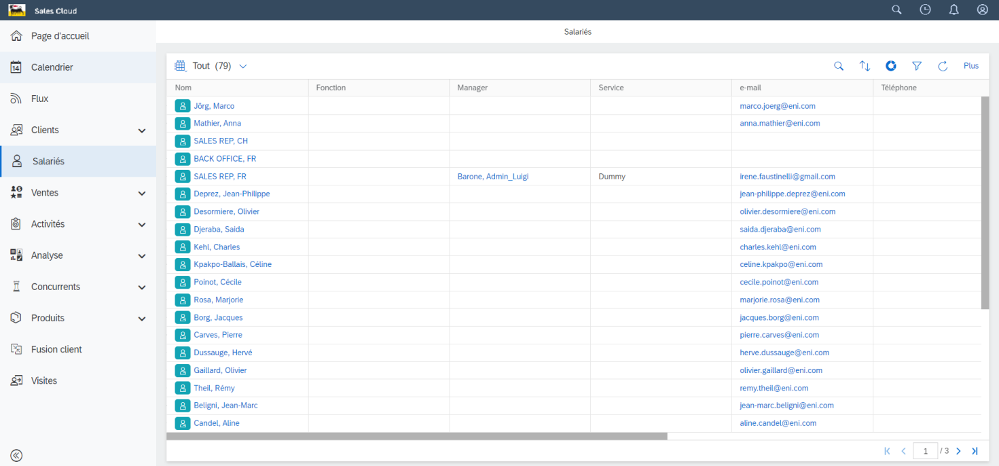 Sales Cloud
Page d'accueil
14
Calendrier
Flux
Clients
Salariés
Ventes
Activités
Analyse
Concurrents
Produits
Fusion client
Visites
Salariés
Tout (79)
Plus
Nom Fonction Manager Service e-mail Téléphone
Jörg, Marco marco.joerg@eni.com
Mathier, Anna anna.mathier@eni.com
SALES REP, CH
BACK OFFICE, FR
SALES REP, FR Barone, Admin_Luigi Dummy irene.faustinelli@gmail.com
Deprez, Jean-Philippe jean-philippe.deprez@eni.com
Desormiere, Olivier olivier.desormiere@eni.com
Djeraba, Saida saida.djeraba@eni.com
Kehl, Charles charles.kehl@eni.com
Kpakpo-Ballais, Céline celine.kpakpo@eni.com
Poinot, Cécile cecile.poinot@eni.com
Rosa, Marjorie marjorie.rosa@eni.com
Borg, Jacques jacques.borg@eni.com
Carves, Pierre pierre.carves@eni.com
Dussauge, Hervé herve.dussauge@eni.com
Gaillard, Olivier olivier.gaillard@eni.com
Theil, Rémy remy.theil@eni.com
Beligni, Jean-Marc jean-marc.beligni@eni.com
Candel, Aline aline.candel@eni.com
1 / 3